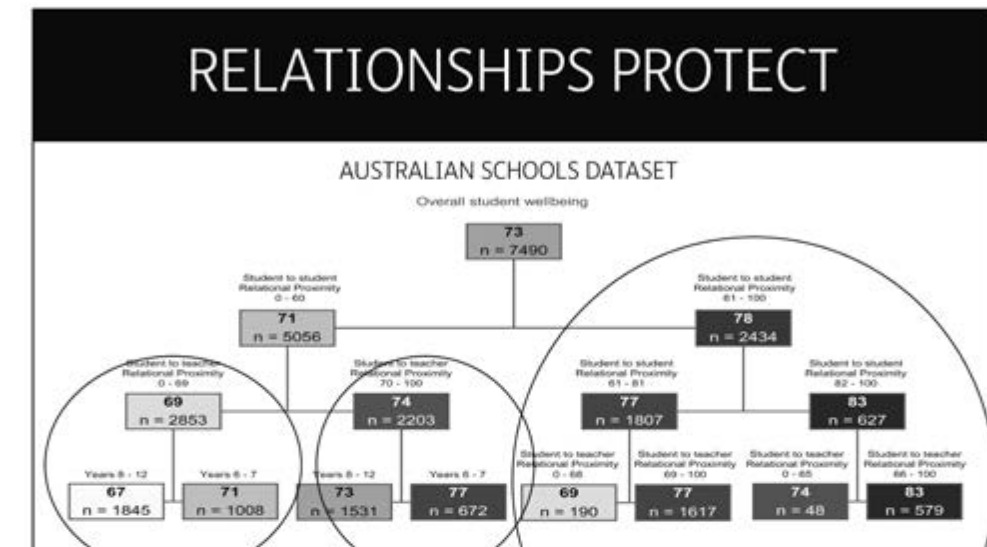 RELATIONSHIPS PROTECT
AUSTRALIAN SCHOOLS DATASET
Overall student wellbeing
73
n = 7490
Student to student
Relational Proximity
0 - 60
71
n = 5056
Student to student
Relational Proximity
61 - 100
78
n = 2434
Student to teacher
Relational Proximity
0 - 69
69
n = 2853
Student to teacher
Relational Proximity
70 - 100
74
n = 2203
Student to student
Relational Proximity
61 - 81
77
n = 1807
Student to student
Relational Proximity
82 - 100
83
n = 627
Years 8 - 12
67
n = 1845
Years 6 - 7
71
n = 1008
Years 8 - 12
73
n = 1531
Years 6 - 7
77
n = 672
Student to teacher
Relational Proximity
0 - 68
69
n = 190
Student to teacher
Relational Proximity
69 - 100
77
n = 1617
Student to teacher
Relational Proximity
0 - 65
74
n = 48
Student to teacher
Relational Proximity
66 - 100
83
n = 579